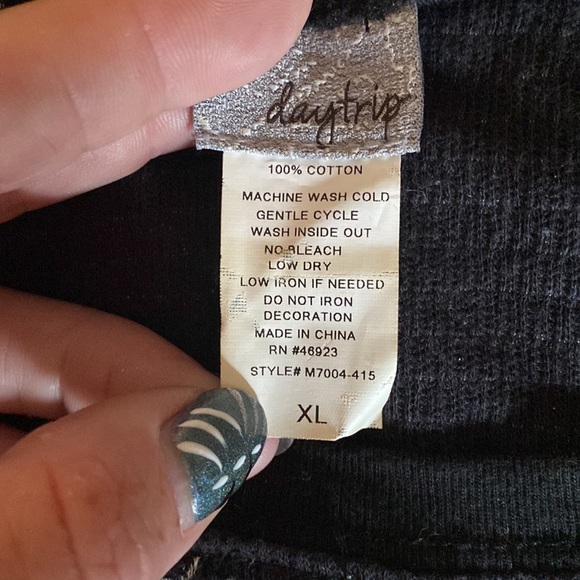 daytrip
100% COTTON
MACHINE WASH COLD
GENTLE CYCLE
WASH INSIDE OUT
NO BLEACH
LOW DRY
LOW IRON IF NEEDED
DO NOT IRON
DECORATION
MADE IN CHINA
RN #46923
STYLE# M7004-415
XL